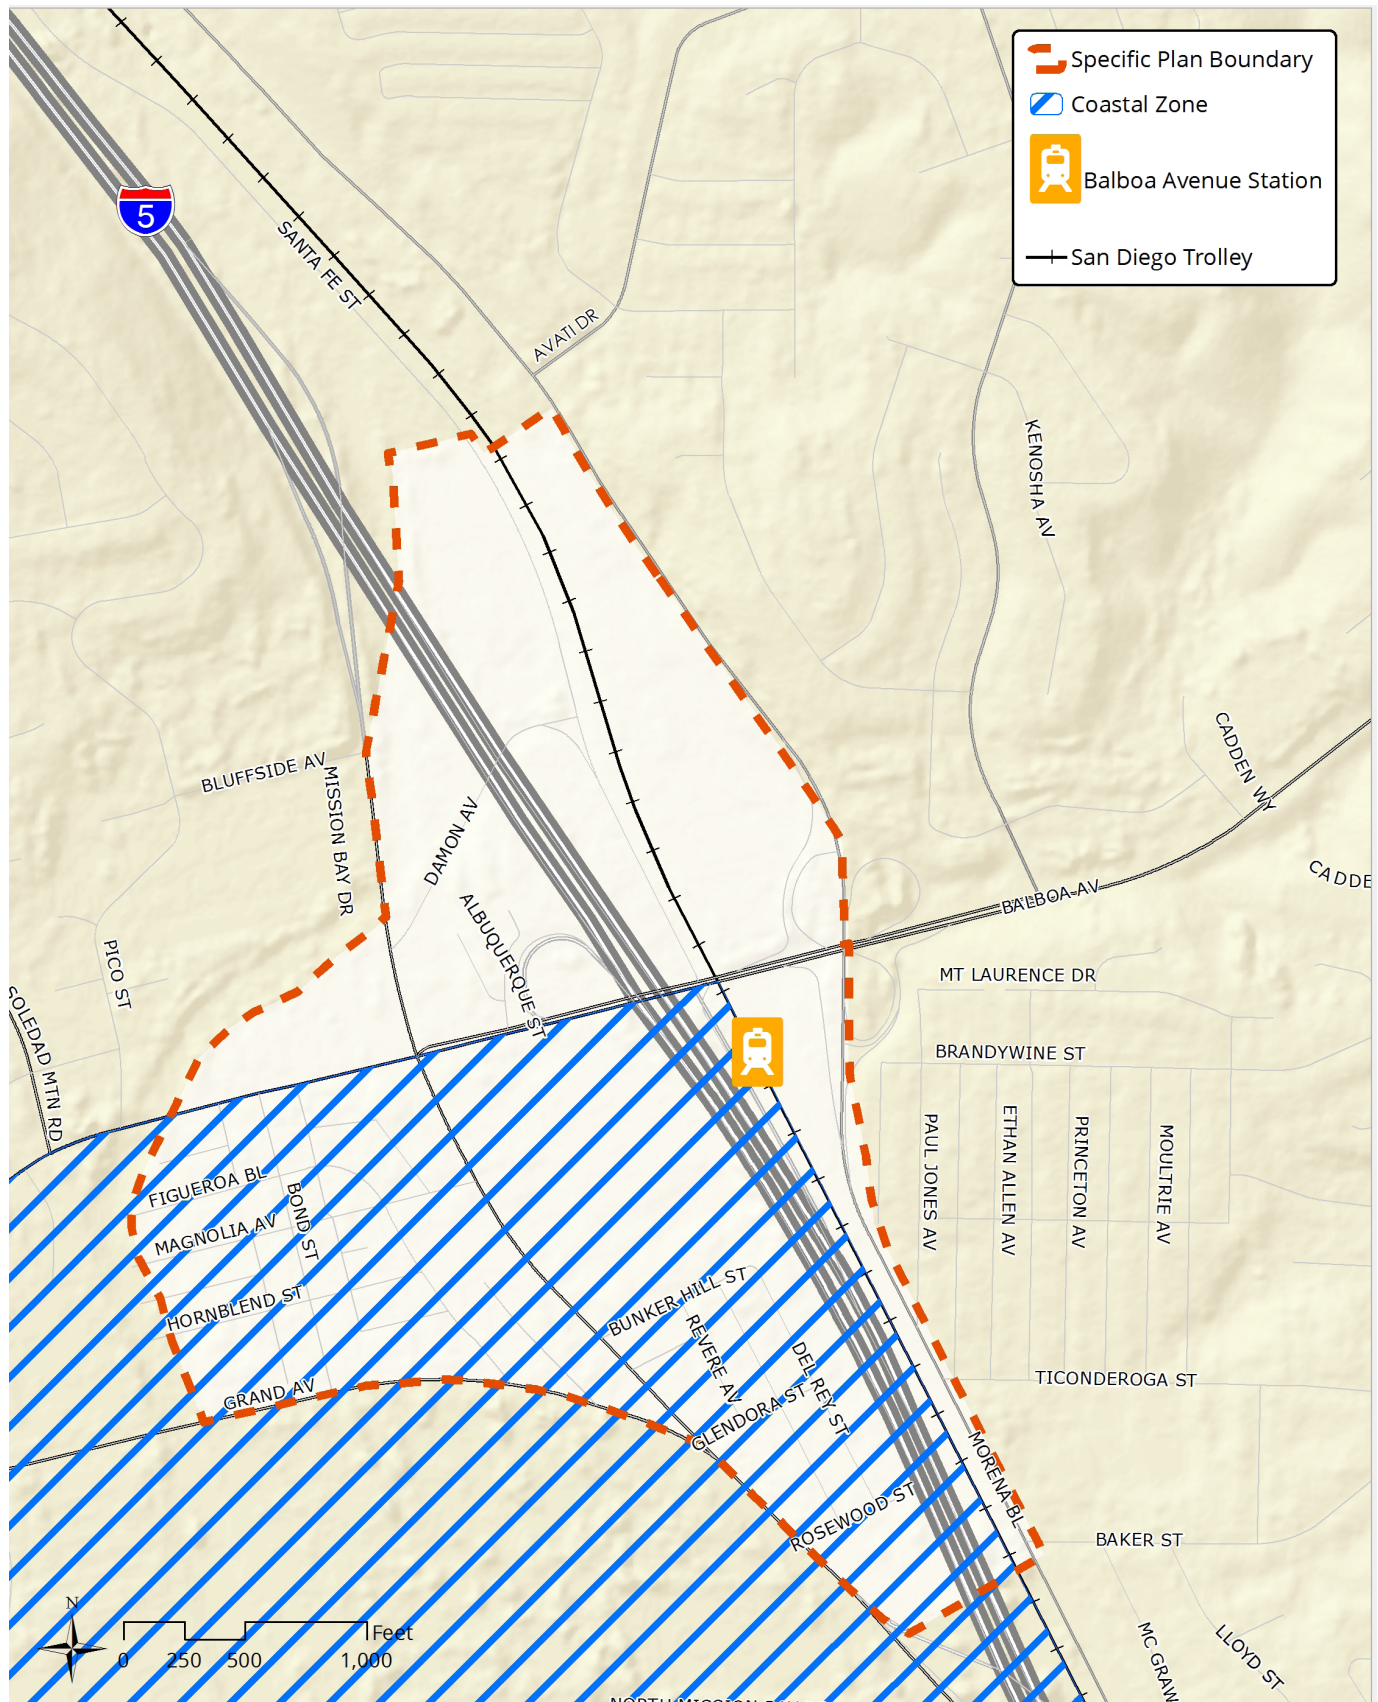 Specific Plan Boundary
Coastal Zone
Balboa Avenue Station
San Diego Trolley
5
SANTA FE ST
AVATI DR
KENOSHA AV
CADDEN WY
BLUFFSIDE AV
MISSION BAY DR
DAMON AV
ALBUQUERQUE ST
BALBOA AV
CADDE
PICO ST
SOLEDAD MTN RD
MT LAURENCE DR
BRANDYWINE ST
PAUL JONES AV
ETHAN ALLEN AV
PRINCETON AV
MOULTRIE AV
FIGUEROA BL
BOND ST
MAGNOLIA AV
HORNBLEND ST
BUNKER HILL ST
REVERE AV
DEL REY ST
GRAND AV
GLENDORA ST
TICONDEROGA ST
MORENA BL
ROSEWOOD ST
BAKER ST
MC GRAW
LLOYD ST
N
Feet
0 250 500 1,000
NORTH MISSION